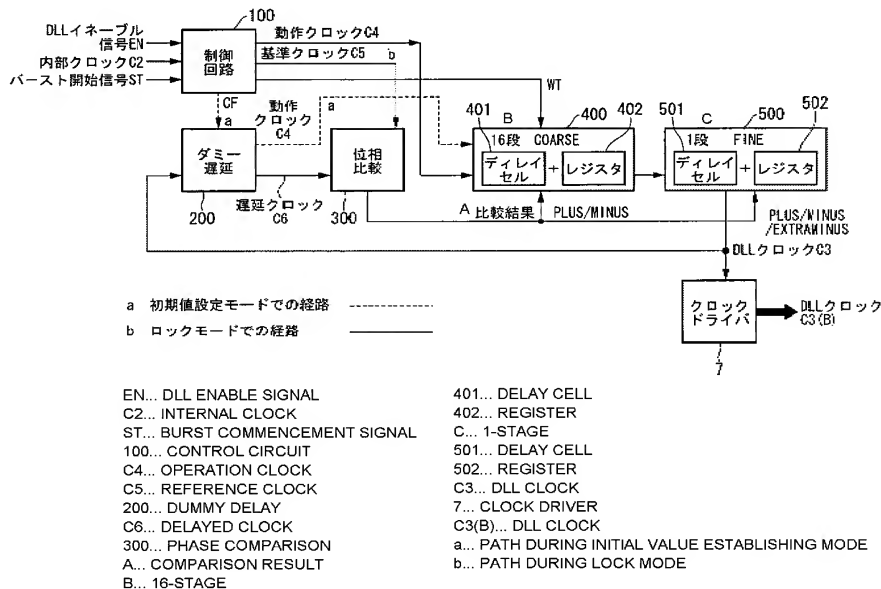 100
DLLイネーブル
信号EN
内部クロックC2
バースト開始信号ST
制御
回路
動作クロックC4
基準クロックC5
b
WT
CF
a
動作
クロック
C4
a
ダミー
遅延
200
遅延クロック
C6
位相
比較
300
B
400
401
402
16段 COARSE
ディレイ
セル
+
レジスタ
C
500
501
502
1段 FINE
ディレイ
セル
+
レジスタ
A 比較結果 PLUS/MINUS
PLUS/MINUS
/EXTRAMINUS
DLLクロックC3
クロック
ドライバ
7
DLLクロック
C3(B)
a 初期値設定モードでの経路
b ロックモードでの経路
EN... DLL ENABLE SIGNAL
C2... INTERNAL CLOCK
ST... BURST COMMENCEMENT SIGNAL
100... CONTROL CIRCUIT
C4... OPERATION CLOCK
C5... REFERENCE CLOCK
200... DUMMY DELAY
C6... DELAYED CLOCK
300... PHASE COMPARISON
A... COMPARISON RESULT
B... 16-STAGE
401... DELAY CELL
402... REGISTER
C... 1-STAGE
501... DELAY CELL
502... REGISTER
C3... DLL CLOCK
7... CLOCK DRIVER
C3(B)... DLL CLOCK
a... PATH DURING INITIAL VALUE ESTABLISHING MODE
b... PATH DURING LOCK MODE